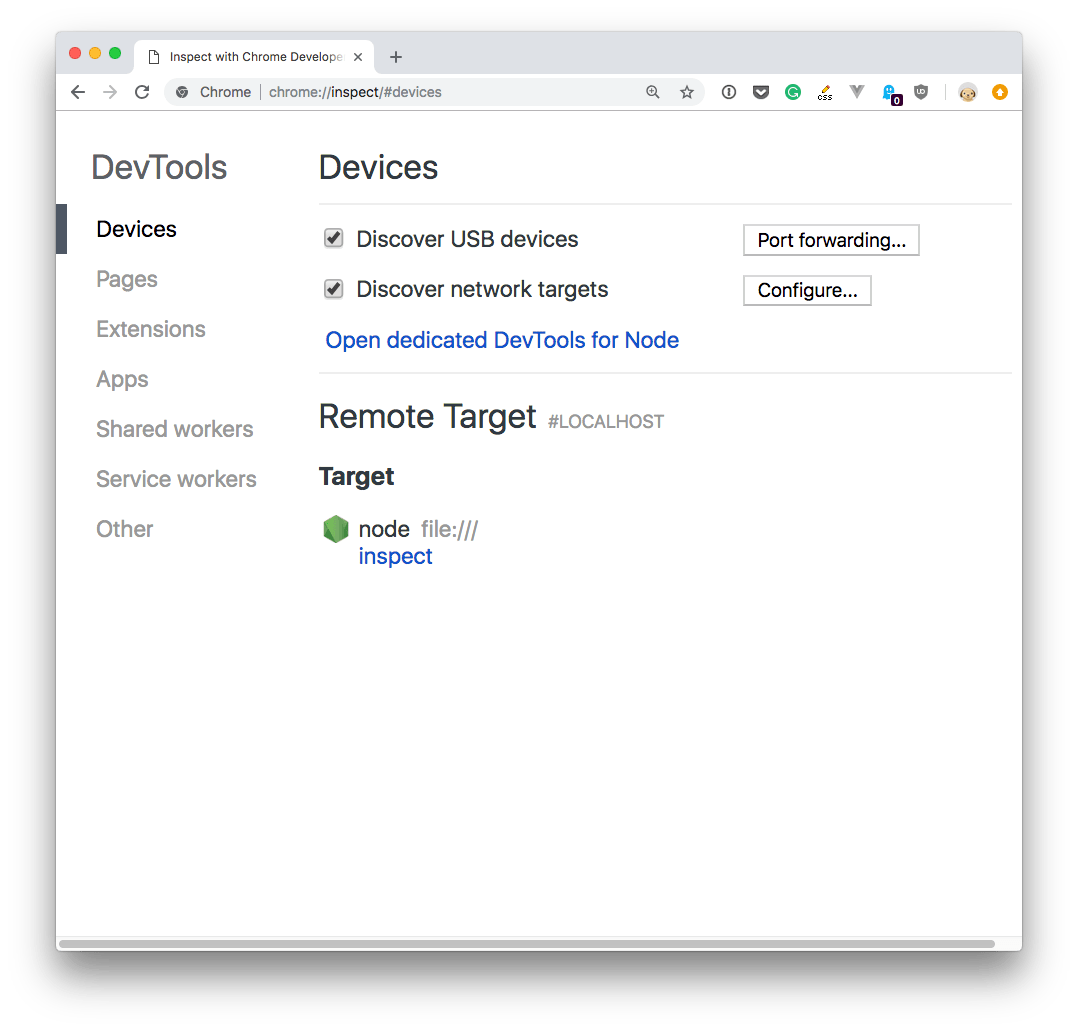 Inspect with Chrome Develope
Chrome | chrome://inspect/#devices
css
0
DevTools
Devices
Pages
Extensions
Apps
Shared workers
Service workers
Other
Devices
Discover USB devices
Port forwarding...
Discover network targets
Configure...
Open dedicated DevTools for Node
Remote Target #LOCALHOST
Target
node file:///
inspect